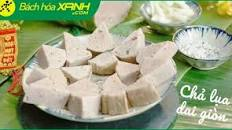 Bách hóa XANH
.COM
Chả lụa
dai giòn